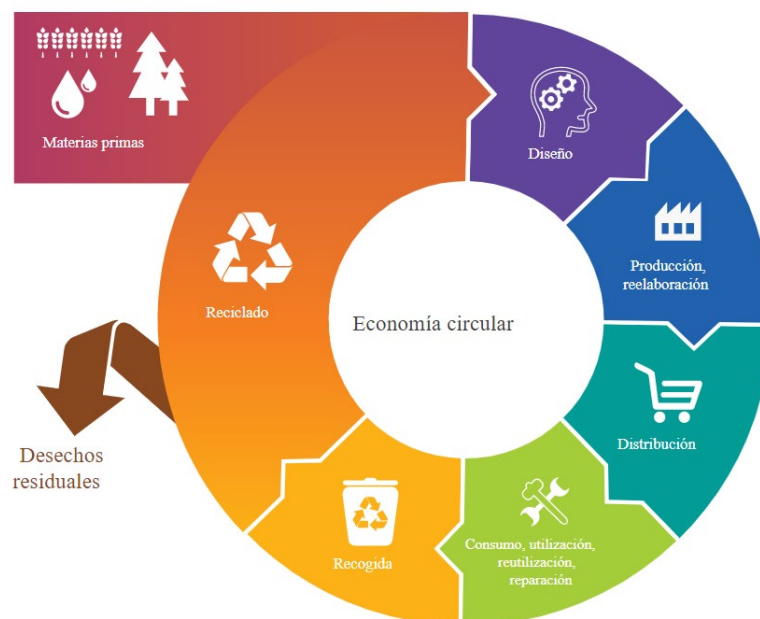 Materias primas
Diseño
Producción,
reelaboración
Distribución
Consumo, utilización,
reutilización,
reparación
Recogida
Reciclado
Desechos
residuales
Economía circular